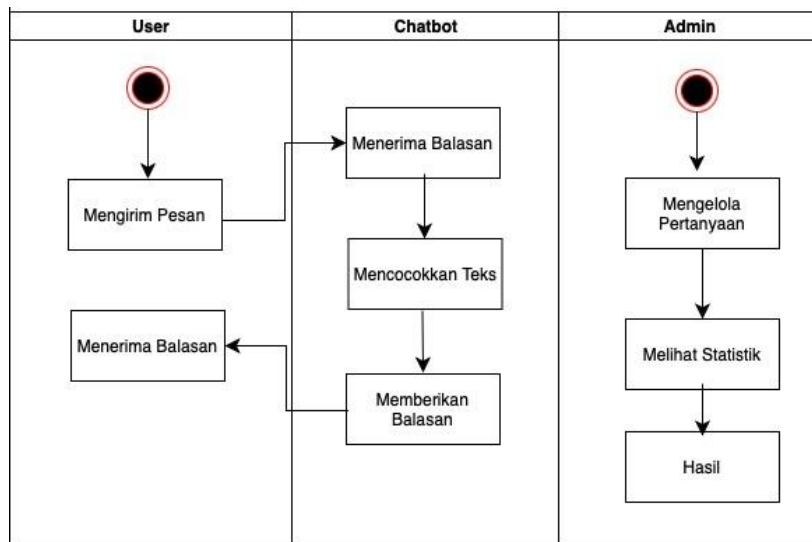 User
Chatbot
Admin
Mengirim Pesan
Menerima Balasan
Menerima Balasan
Mencocokkan Teks
Memberikan
Balasan
Mengelola
Pertanyaan
Melihat Statistik
Hasil